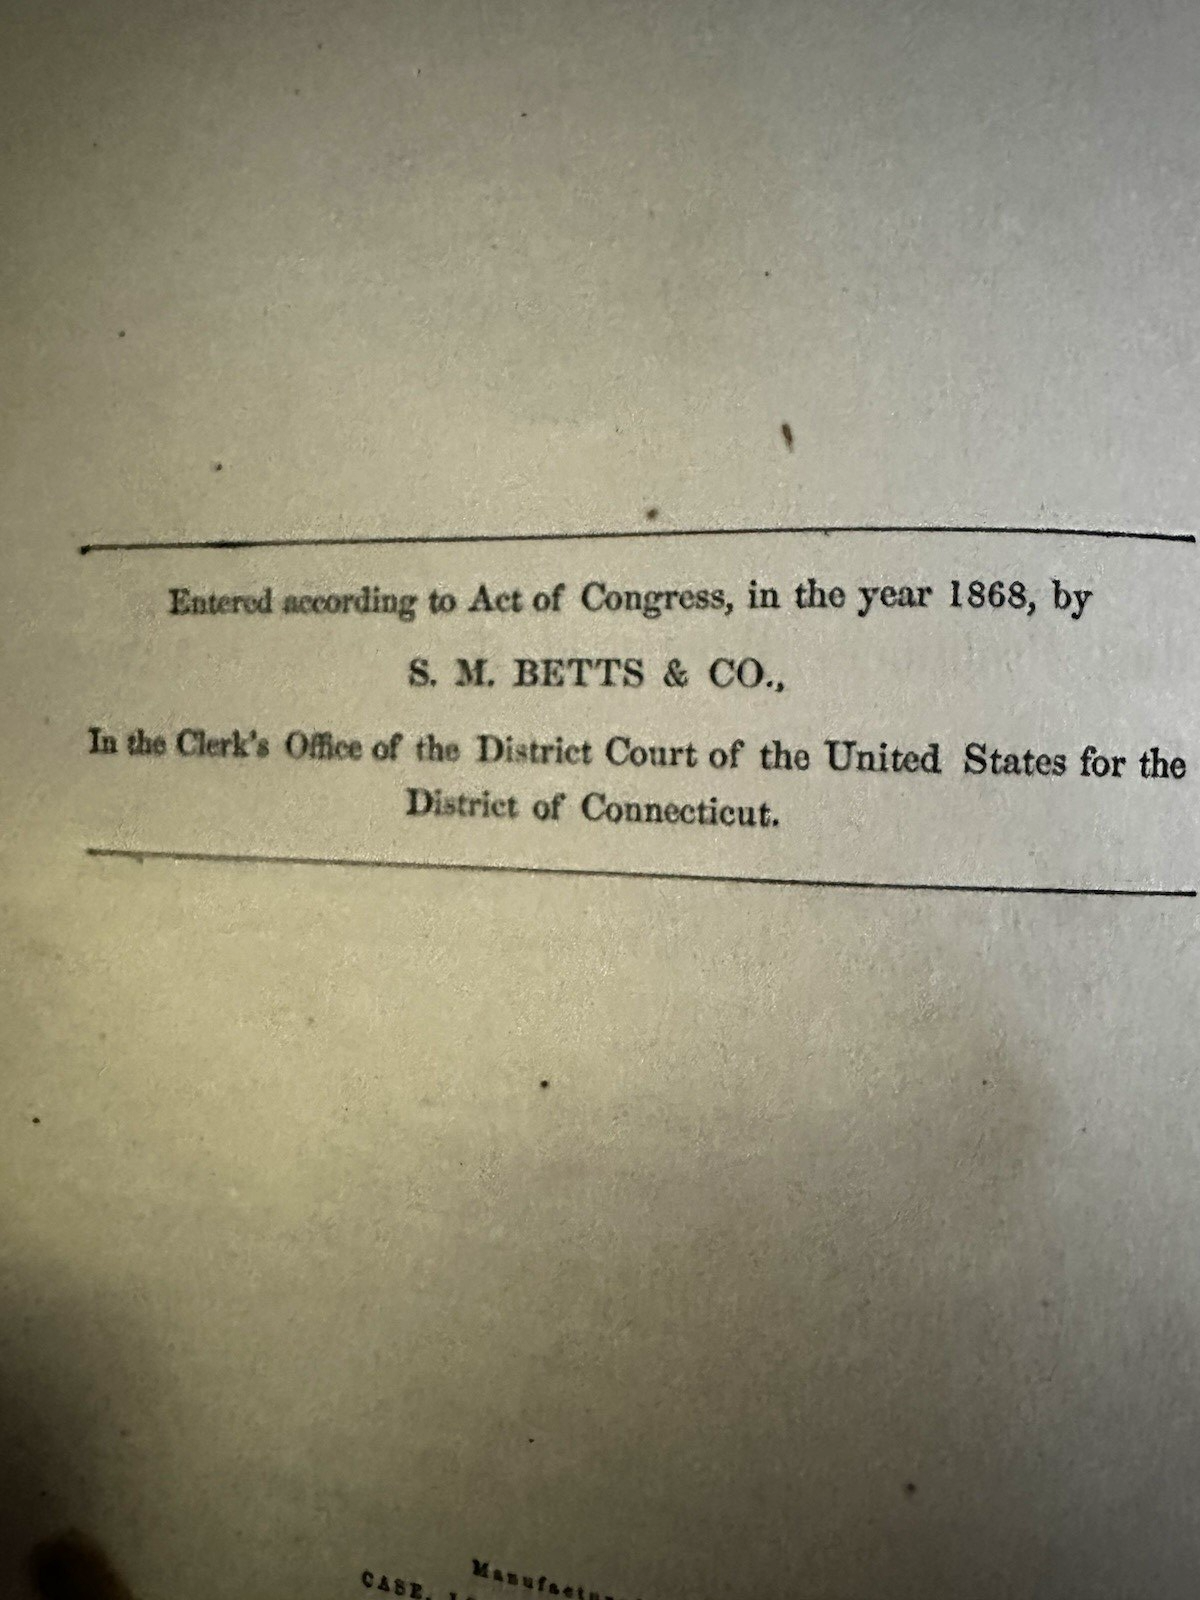 Entered according to Act of Congress, in the year 1868, by
S. M. BETTS & CO.,
In the Clerk's Office of the District Court of the United States for the
District of Connecticut.
CASE,